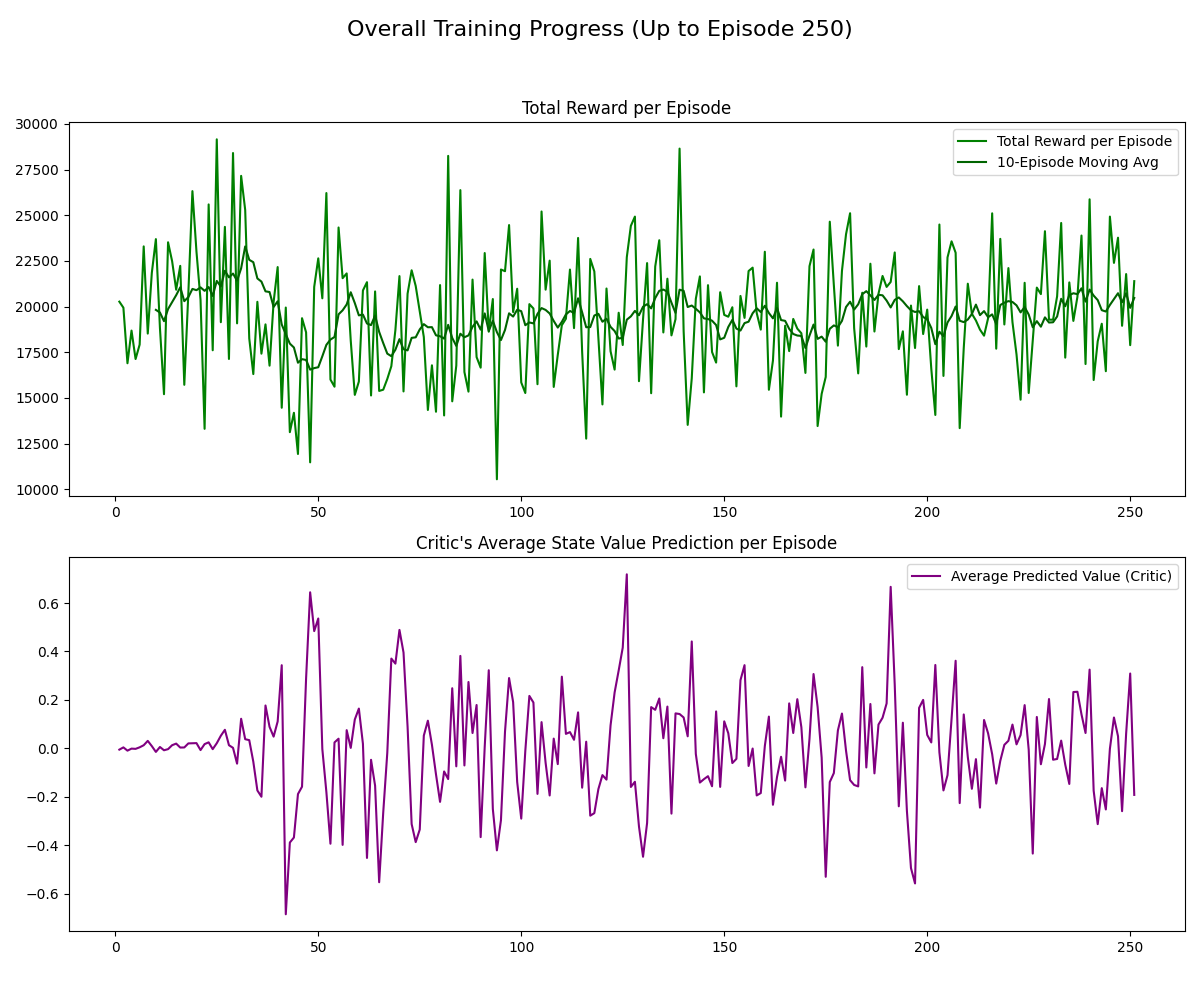 Overall Training Progress (Up to Episode 250)
Total Reward per Episode
30000
27500
25000
22500
20000
17500
15000
12500
10000
Total Reward per Episode
10-Episode Moving Avg
0 50 100 150 200 250
Critic's Average State Value Prediction per Episode
0.6
0.4
0.2
0.0
−0.2
−0.4
−0.6
Average Predicted Value (Critic)
0 50 100 150 200 250